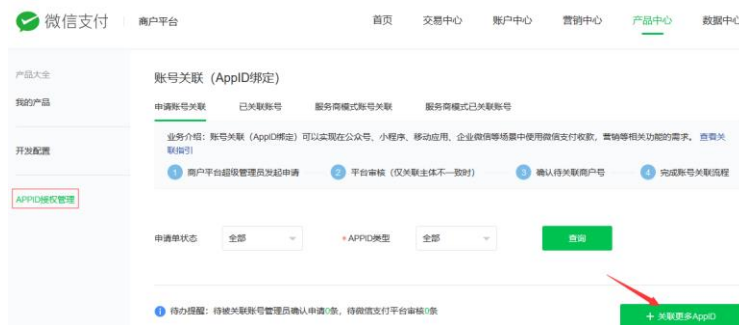 微信支付 商户平台 首页 交易中心 账户中心 营销中心 产品中心 数据中心
产品大全
我的产品
开发配置
APPID授权管理
账号关联（AppID绑定）
申请账号关联 已关联账号 服务商模式账号关联 服务商模式已关联账号
业务介绍：账号关联（AppID绑定）可以实现在公众号、小程序、移动应用、企业微信等场景中使用微信支付收款，营销等相关功能的需求。 查看关
联指引
1 商户平台超级管理员发起申请 2 平台审核（仅关联主体不一致时） 3 确认待关联商户号 4 完成账号关联流程
申请单状态 全部 * APPID类型 全部 查询
待办提醒：待被关联账号管理员确认申请0条，待微信支付平台审核0条
+ 关联更多AppID